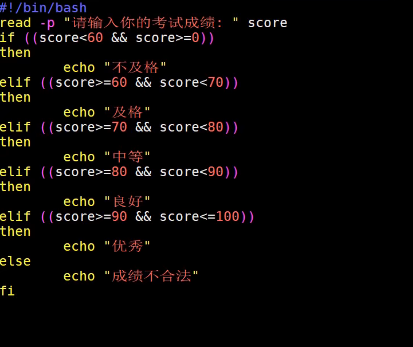 #!/bin/bash
read -p "请输入你的考试成绩：" score
if ((score<60 && score>=0))
then
        echo "不及格"
elif ((score>=60 && score<70))
then
        echo "及格"
elif ((score>=70 && score<80))
then
        echo "中等"
elif ((score>=80 && score<90))
then
        echo "良好"
elif ((score>=90 && score<=100))
then
        echo "优秀"
else
        echo "成绩不合法"
fi